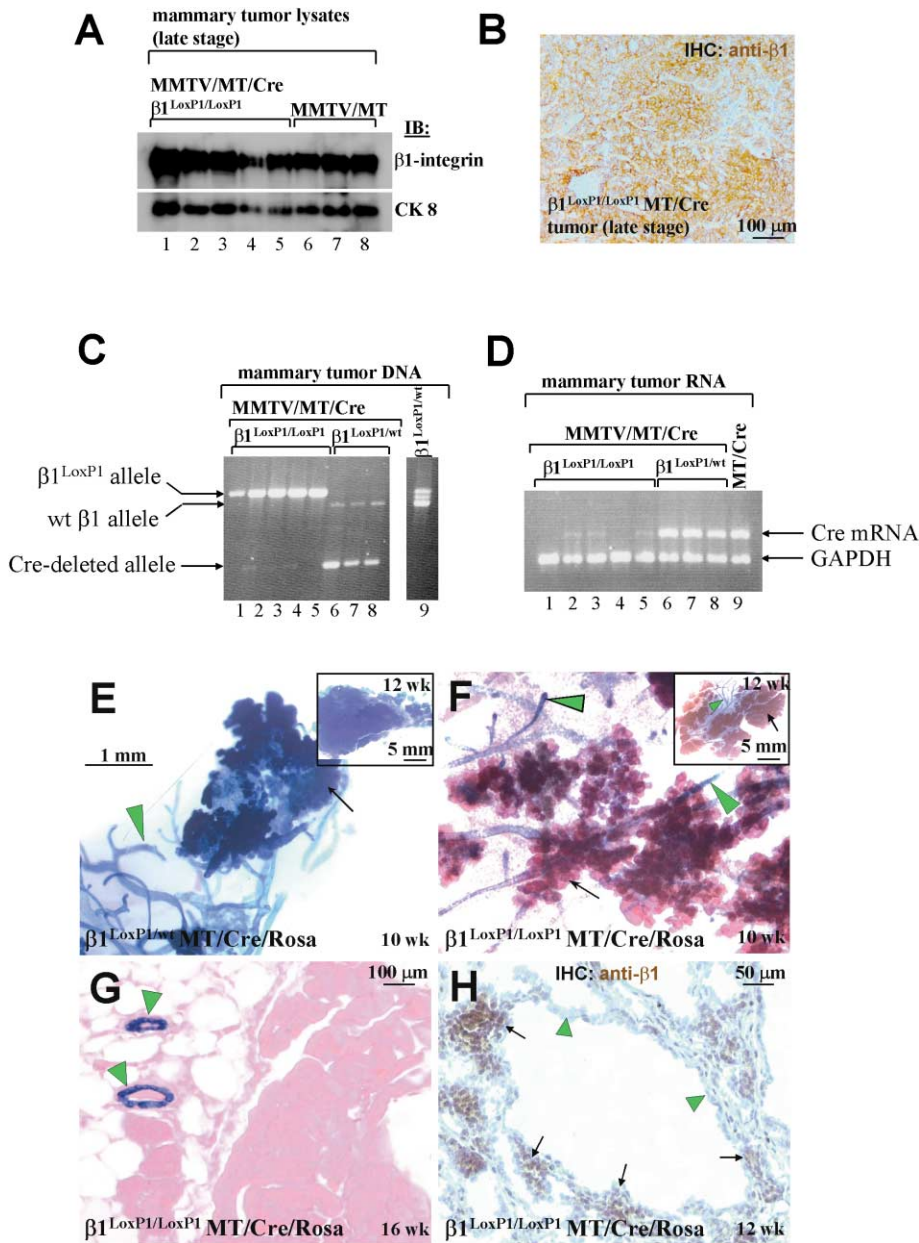 A
mammary tumor lysates
(late stage)
MMTV/MT/Cre
β1LoxP1/LoxP1
MMTV/MT
IB:
β1-integrin
CK 8
1 2 3 4 5 6 7 8
B
IHC: anti-β1
β1LoxP1/LoxP1 MT/Cre
tumor (late stage)
100 µm
C
mammary tumor DNA
MMTV/MT/Cre
β1LoxP1/LoxP1
β1LoxP1/wt
β1LoxP1/wt
β1LoxP1 allele
wt β1 allele
Cre-deleted allele
1 2 3 4 5 6 7 8 9
D
mammary tumor RNA
MMTV/MT/Cre
MT/Cre
β1LoxP1/LoxP1
β1LoxP1/wt
Cre mRNA
GAPDH
1 2 3 4 5 6 7 8 9
E
12 wk
5 mm
1 mm
β1LoxP1/wt MT/Cre/Rosa
10 wk
F
12 wk
5 mm
β1LoxP1/LoxP1 MT/Cre/Rosa
10 wk
G
100 µm
β1LoxP1/LoxP1 MT/Cre/Rosa
16 wk
H
IHC: anti-β1
50 µm
β1LoxP1/LoxP1 MT/Cre/Rosa
12 wk